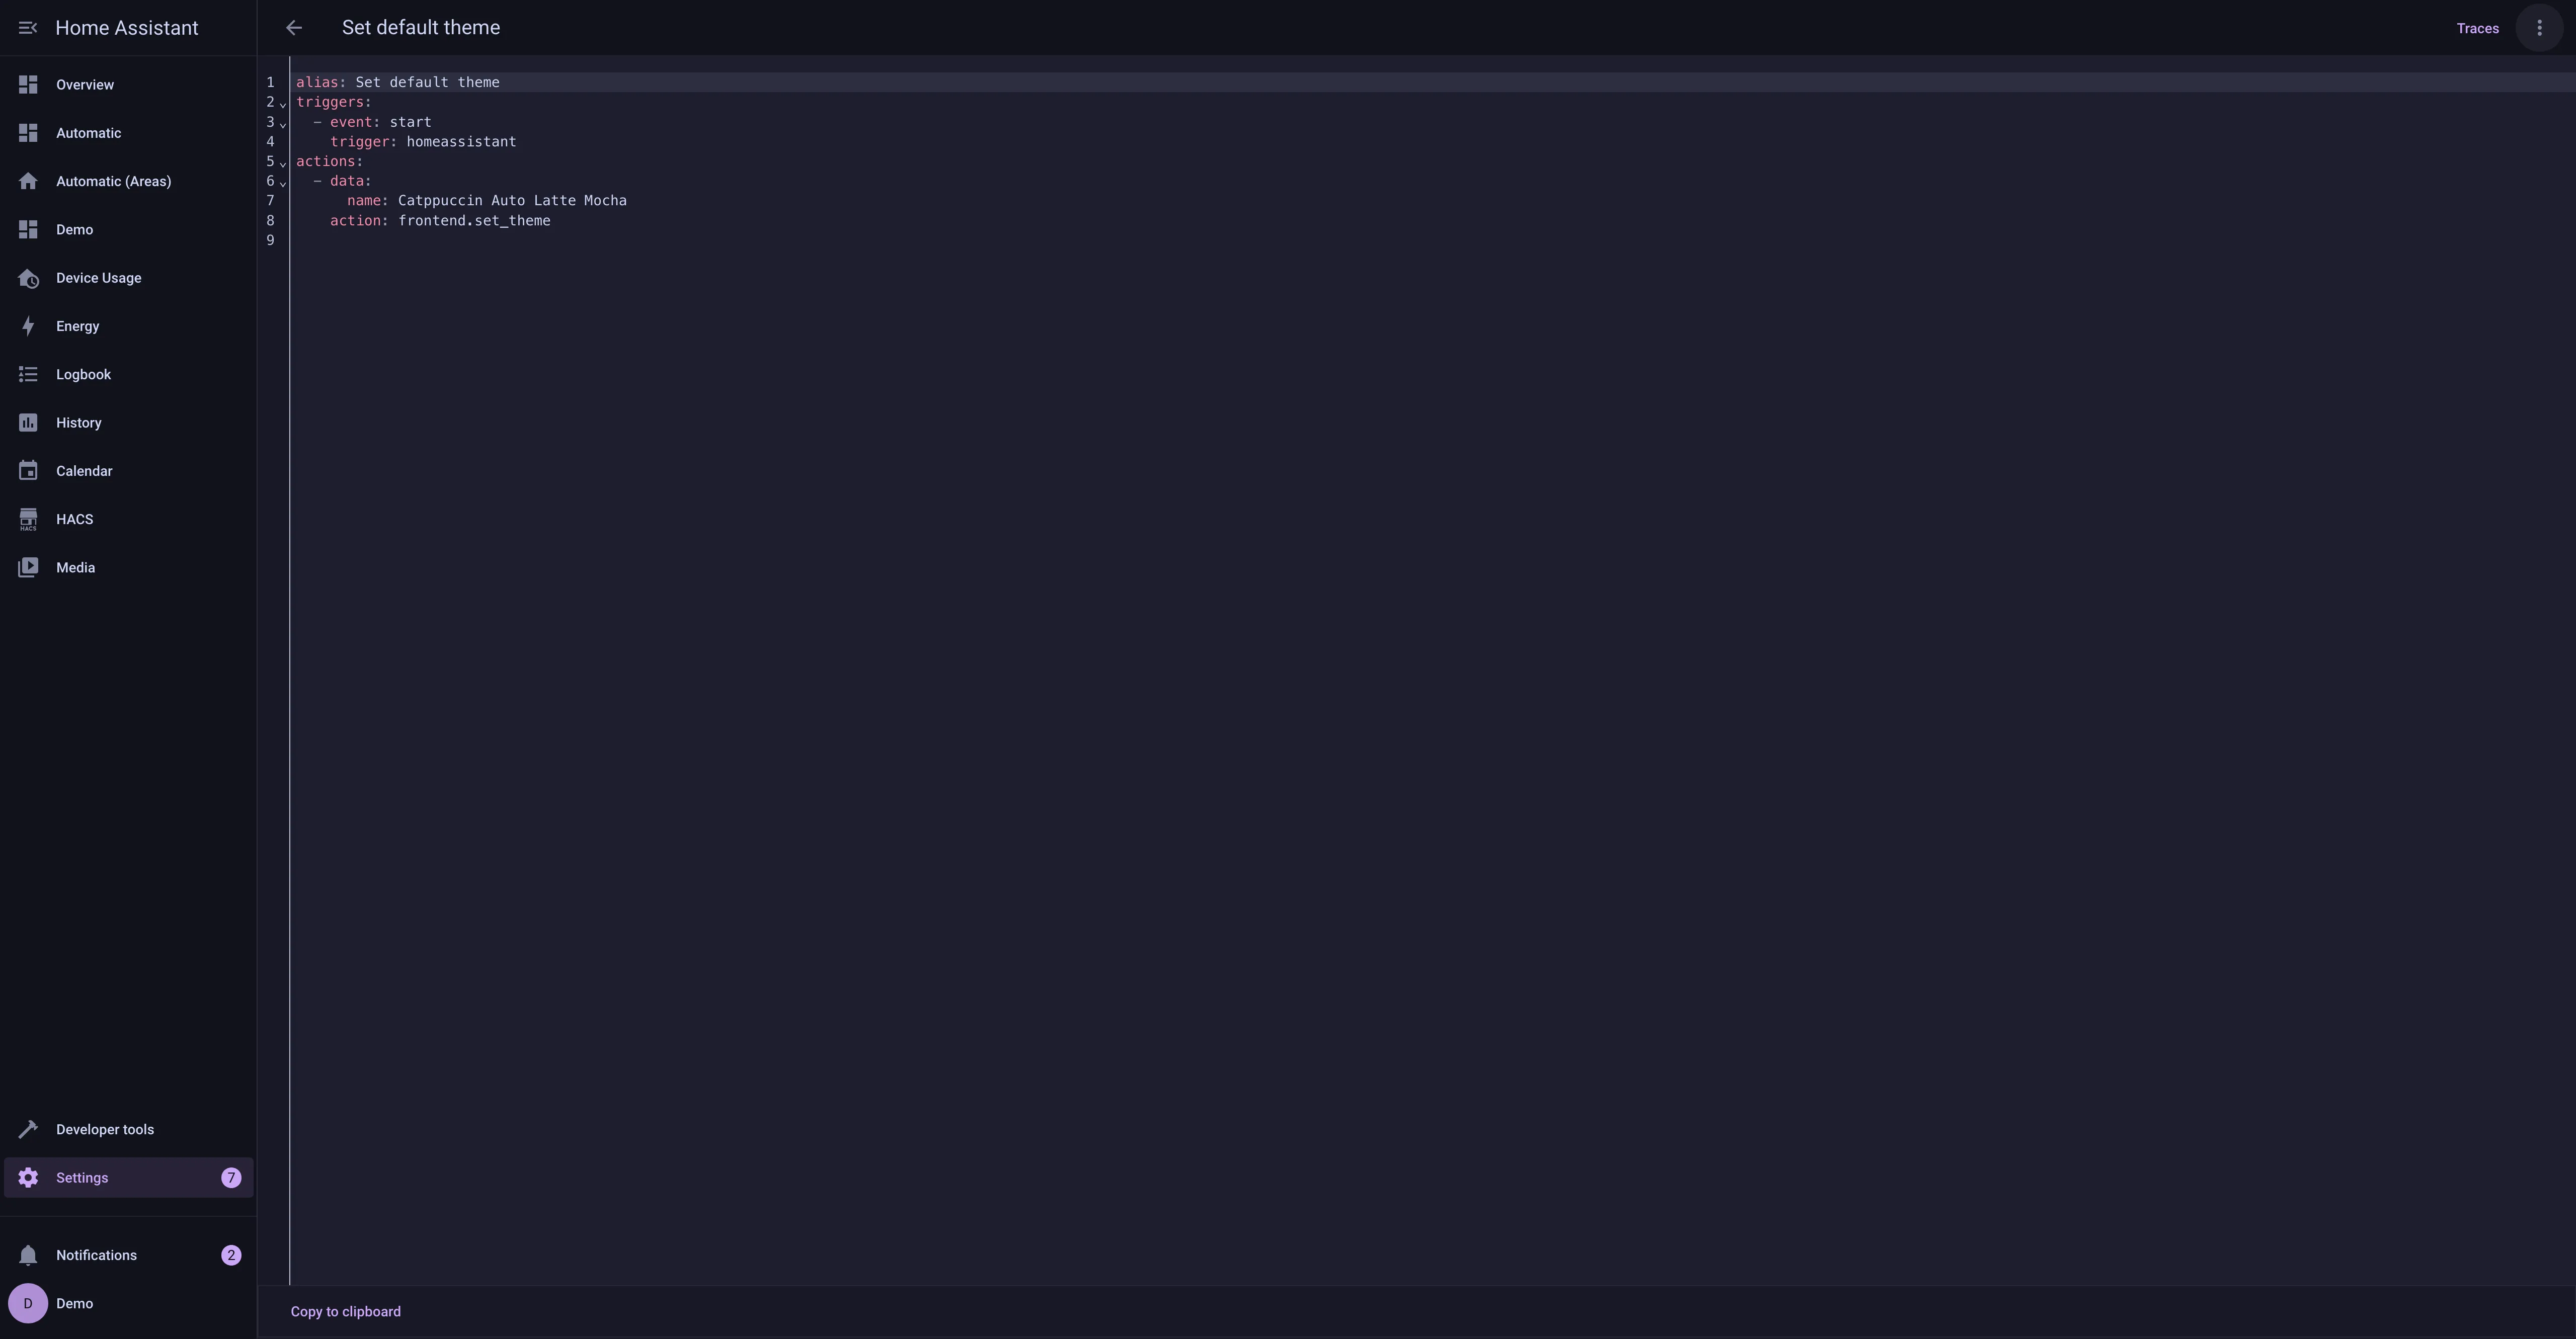 Home Assistant
Overview
Automatic
Automatic (Areas)
Demo
Device Usage
Energy
Logbook
History
Calendar
HACS
HACS
Media
Developer tools
Settings 7
Notifications 2
D Demo
Set default theme
Traces
1 alias: Set default theme
2 triggers:
3   - event: start
4     trigger: homeassistant
5 actions:
6   - data:
7       name: Catppuccin Auto Latte Mocha
8     action: frontend.set_theme
9
Copy to clipboard